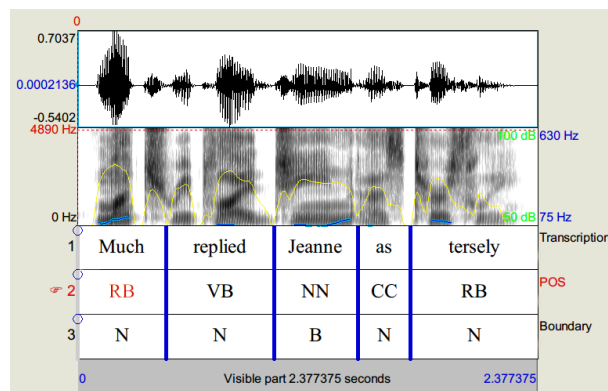 0
0.7037
0.0002136
-0.5402
4890 Hz 100 dB 630 Hz
0 Hz 50 dB 75 Hz
1 Much replied Jeanne as tersely Transcription
☞ 2 RB VB NN CC RB POS
3 N N B N N Boundary
0 Visible part 2.377375 seconds 2.377375